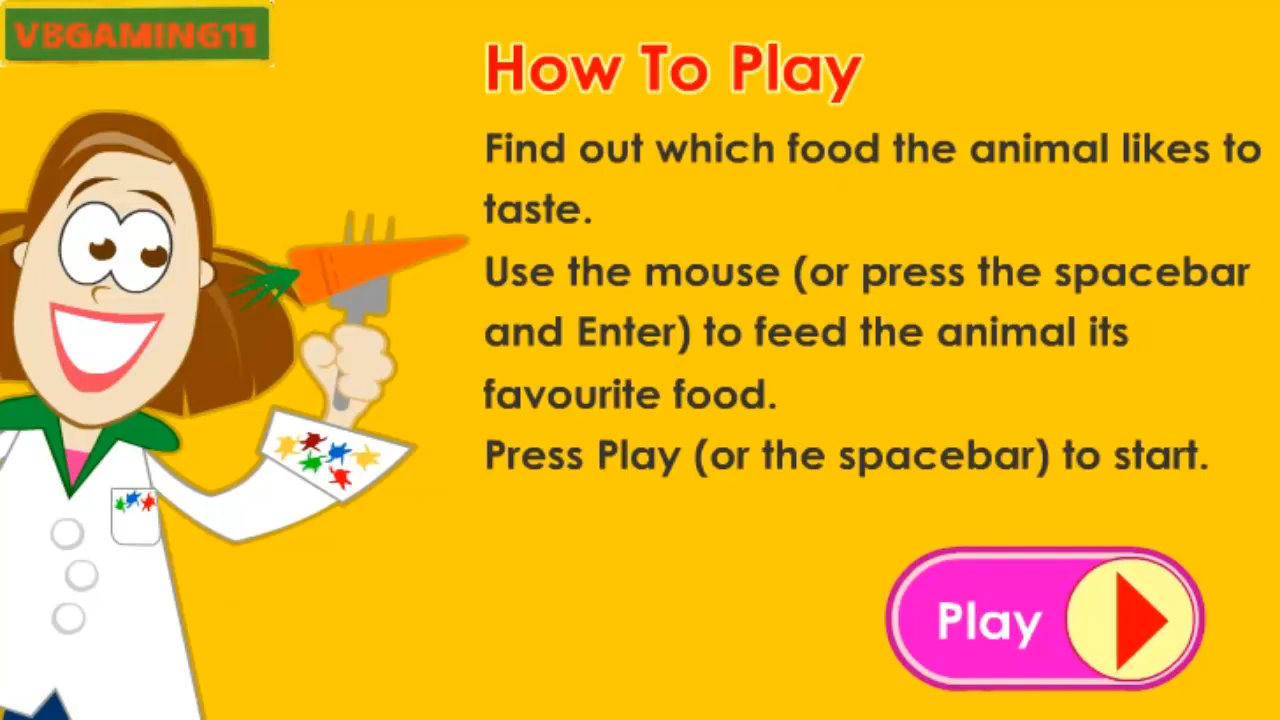 VBGAMING11
How To Play
Find out which food the animal likes to
taste.
Use the mouse (or press the spacebar
and Enter) to feed the animal its
favourite food.
Press Play (or the spacebar) to start.
Play